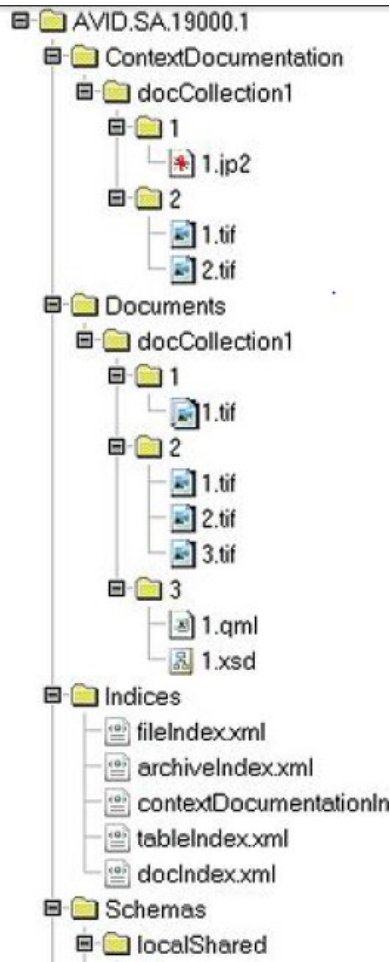 AVID.SA.19000.1
ContextDocumentation
docCollection1
1
1.jp2
2
1.tif
2.tif
Documents
docCollection1
1
1.tif
2
1.tif
2.tif
3.tif
3
1.qml
1.xsd
Indices
fileIndex.xml
archiveIndex.xml
contextDocumentationIn
tableIndex.xml
docIndex.xml
Schemas
localShared